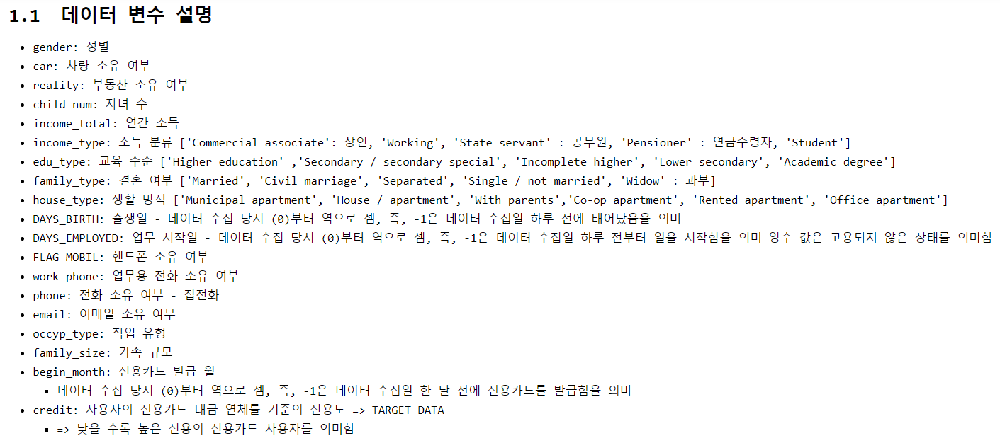 1.1 데이터 변수 설명
• gender: 성별
• car: 차량 소유 여부
• reality: 부동산 소유 여부
• child_num: 자녀 수
• income_total: 연간 소득
• income_type: 소득 분류 ['Commercial associate': 상인, 'Working', 'State servant' : 공무원, 'Pensioner' : 연금수령자, 'Student']
• edu_type: 교육 수준 ['Higher education' ,'Secondary / secondary special', 'Incomplete higher', 'Lower secondary', 'Academic degree']
• family_type: 결혼 여부 ['Married', 'Civil marriage', 'Separated', 'Single / not married', 'Widow' : 과부]
• house_type: 생활 방식 ['Municipal apartment', 'House / apartment', 'With parents','Co-op apartment', 'Rented apartment', 'Office apartment']
• DAYS_BIRTH: 출생일 - 데이터 수집 당시 (0)부터 역으로 셈, 즉, -1은 데이터 수집일 하루 전에 태어났음을 의미
• DAYS_EMPLOYED: 업무 시작일 - 데이터 수집 당시 (0)부터 역으로 셈, 즉, -1은 데이터 수집일 하루 전부터 일을 시작함을 의미 양수 값은 고용되지 않은 상태를 의미함
• FLAG_MOBIL: 핸드폰 소유 여부
• work_phone: 업무용 전화 소유 여부
• phone: 전화 소유 여부 - 집전화
• email: 이메일 소유 여부
• occyp_type: 직업 유형
• family_size: 가족 규모
• begin_month: 신용카드 발급 월
▪ 데이터 수집 당시 (0)부터 역으로 셈, 즉, -1은 데이터 수집일 한 달 전에 신용카드를 발급함을 의미
• credit: 사용자의 신용카드 대금 연체를 기준의 신용도 => TARGET DATA
▪ => 낮을 수록 높은 신용의 신용카드 사용자를 의미함